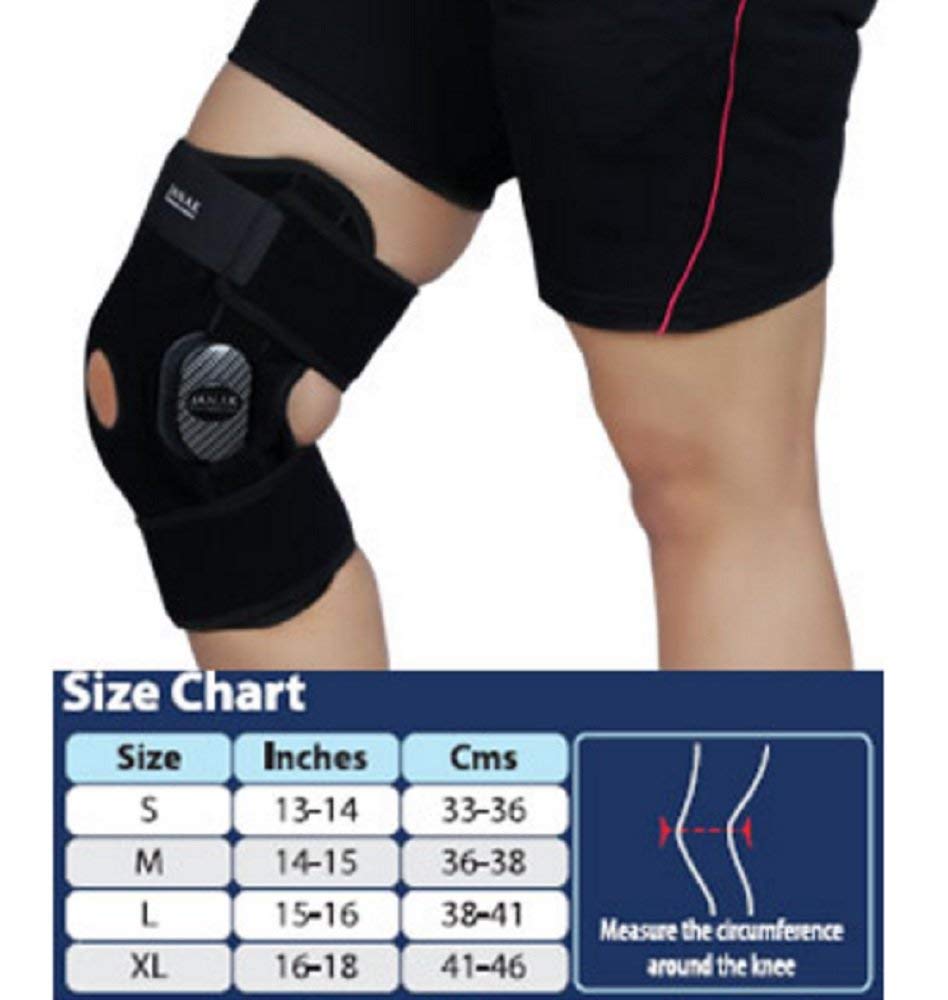 Size Chart
Size Inches Cms
S 13-14 33-36
M 14-15 36-38
L 15-16 38-41
XL 16-18 41-46
Measure the circumference
around the knee